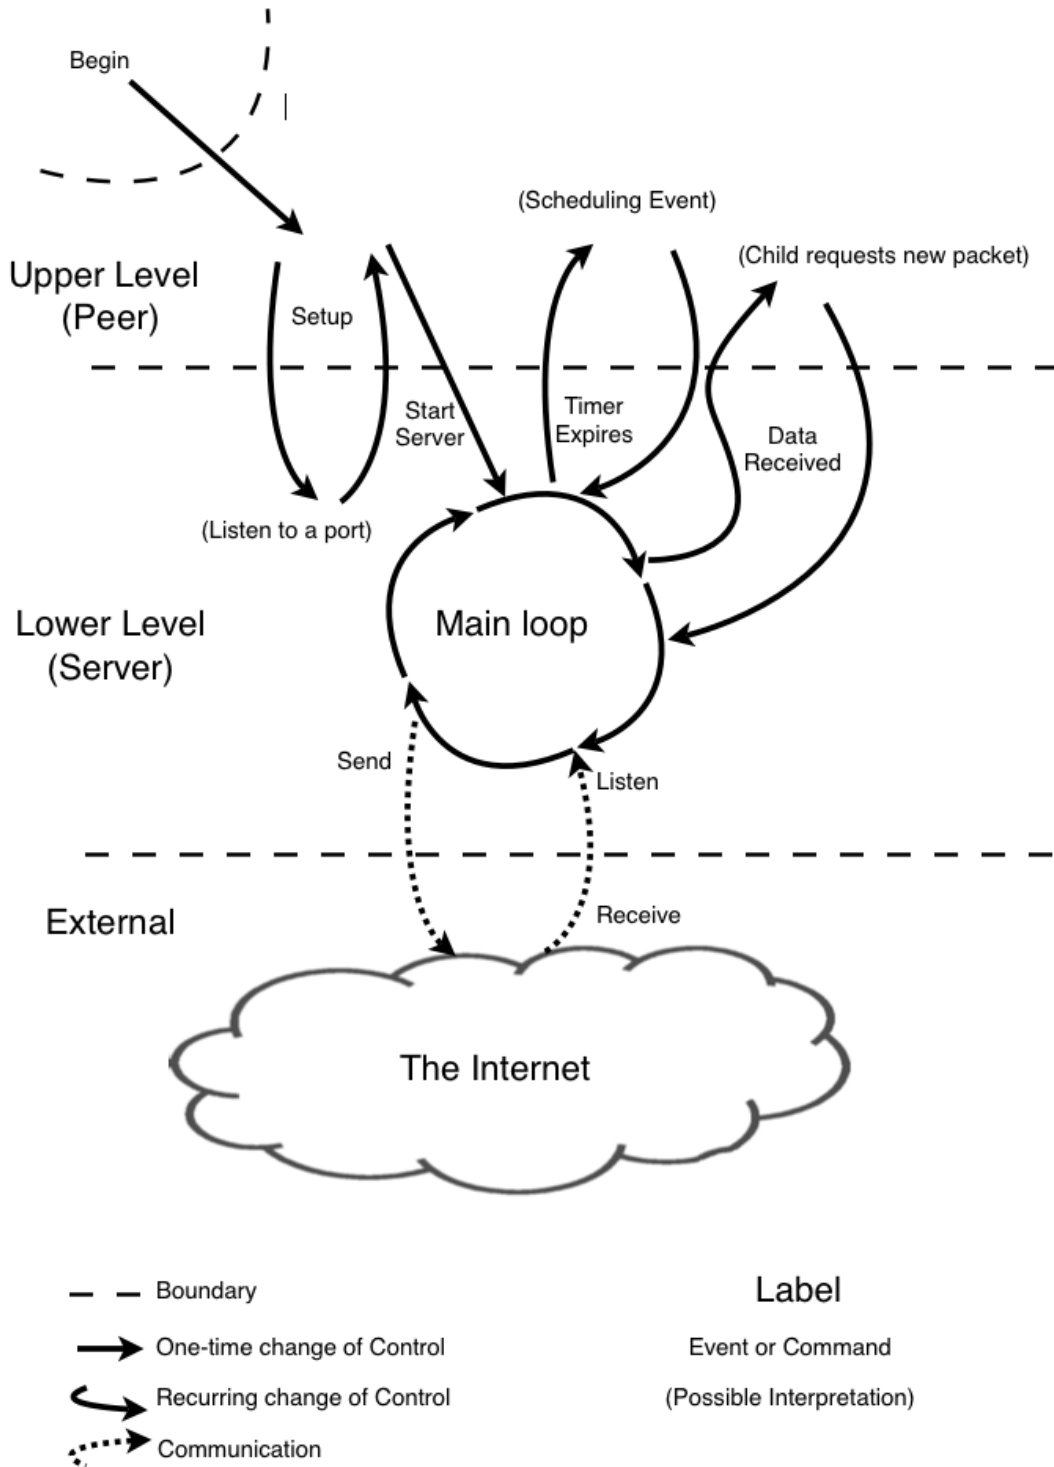 Begin
(Scheduling Event)
(Child requests new packet)
Upper Level
(Peer)
Setup
Start
Server
Timer
Expires
Data
Received
(Listen to a port)
Lower Level
(Server)
Main loop
Send
Listen
External
Receive
The Internet
Boundary
One-time change of Control
Recurring change of Control
Communication
Label
Event or Command
(Possible Interpretation)